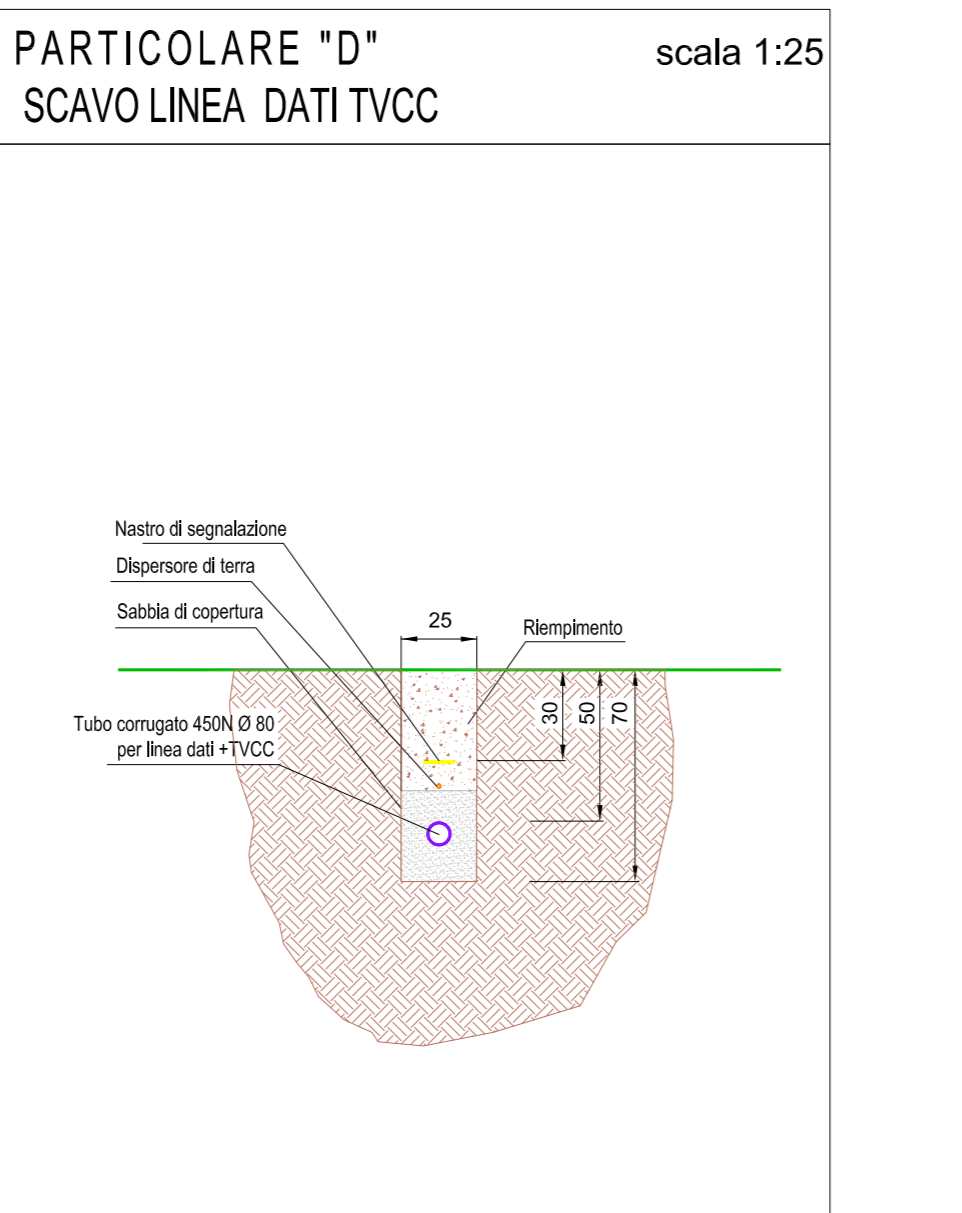 PARTICOLARE "D"
scala 1:25
SCAVO LINEA DATI TVCC
Nastro di segnalazione
Dispersore di terra
Sabbia di copertura
25
Riempimento
Tubo corrugato 450N Ø 80
per linea dati +TVCC
30
50
70